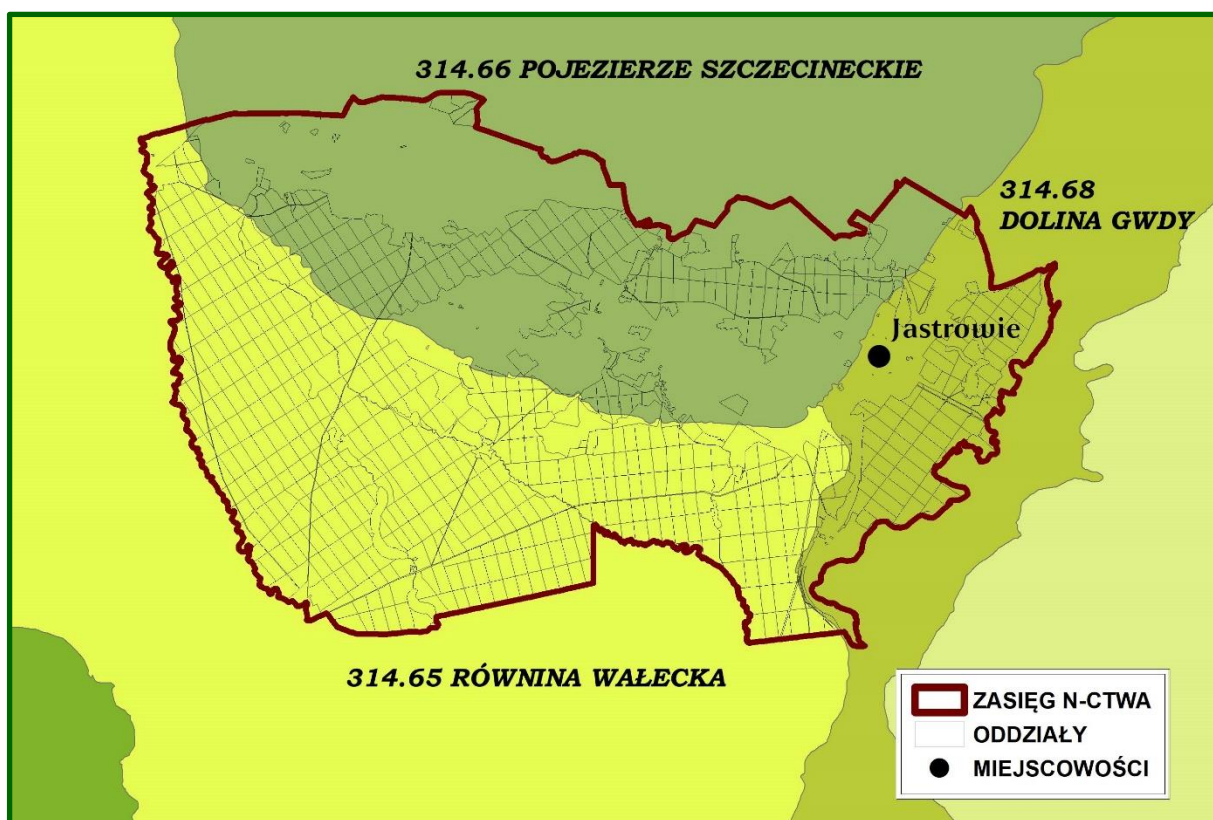 314.66 POJEZIERZE SZCZECINECKIE
314.68
DOLINA GWDY
Jastrowie
314.65 RÓWNINA WAŁECKA
ZASIĘG N-CTWA
ODDZIAŁY
MIEJSCOWOŚCI